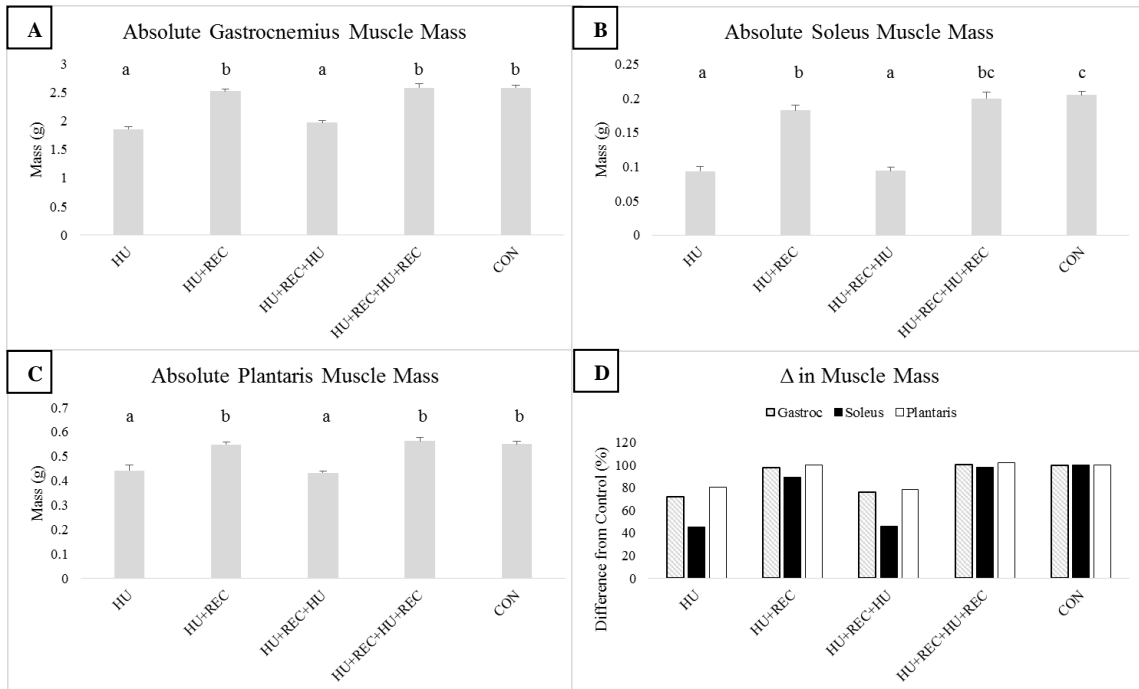 A
Absolute Gastrocnemius Muscle Mass
Mass (g)
3
2.5
2
1.5
1
0.5
0
a b a b b
HU
HU+REC
HU+REC+HU
HU+REC+HU+REC
CON
B
Absolute Soleus Muscle Mass
Mass (g)
0.25
0.2
0.15
0.1
0.05
0
a b a bc c
HU
HU+REC
HU+REC+HU
HU+REC+HU+REC
CON
C
Absolute Plantaris Muscle Mass
Mass (g)
0.7
0.6
0.5
0.4
0.3
0.2
0.1
0
a b a b b
HU
HU+REC
HU+REC+HU
HU+REC+HU+REC
CON
D
Δ in Muscle Mass
Gastroc Soleus Plantaris
Difference from Control (%)
120
100
80
60
40
20
0
HU
HU+REC
HU+REC+HU
HU+REC+HU+REC
CON